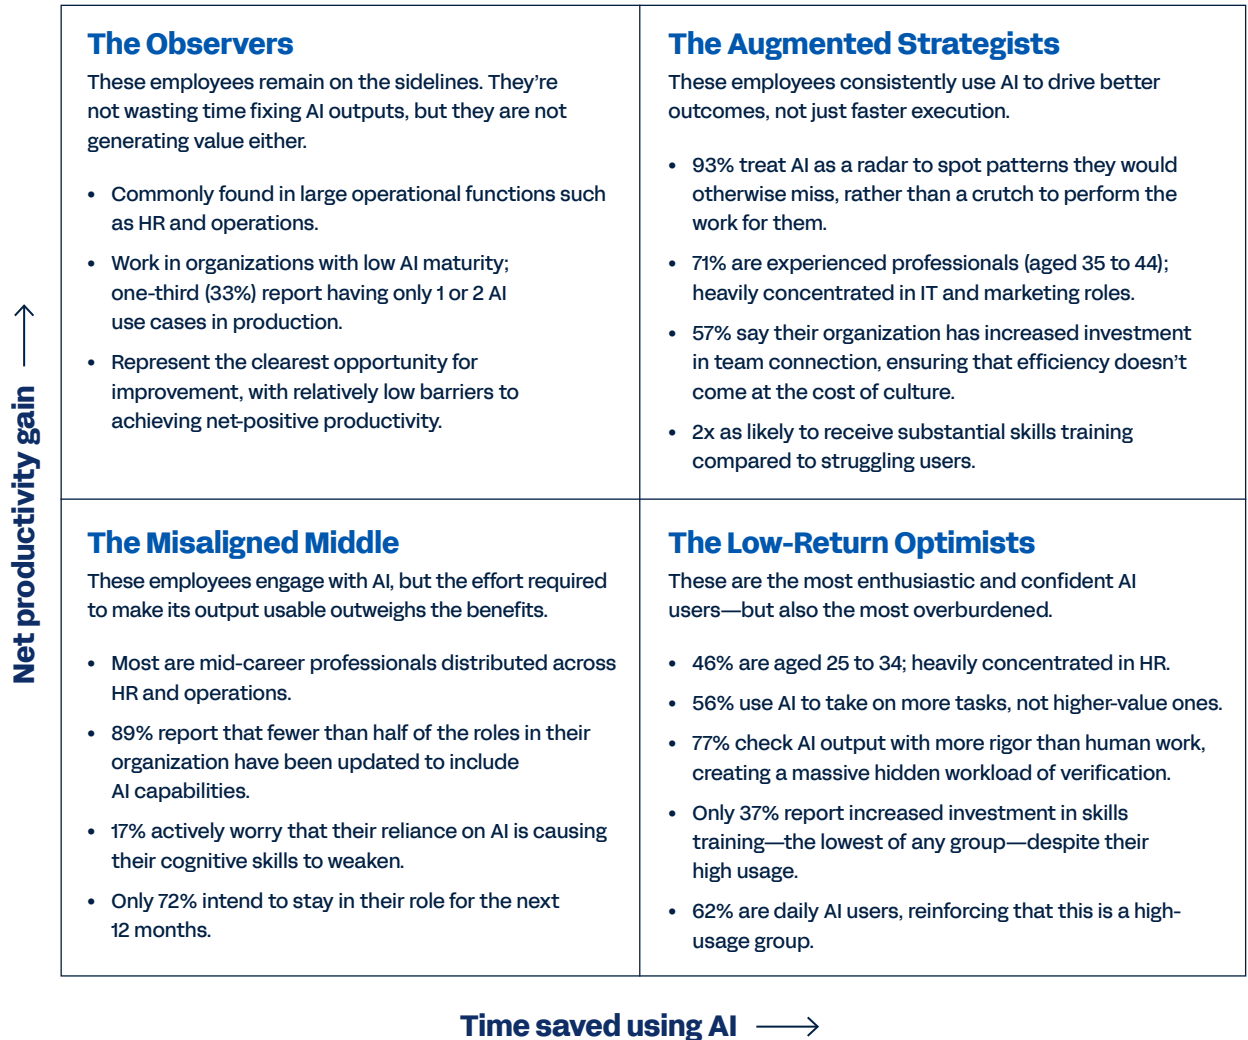 The Observers
These employees remain on the sidelines. They’re
not wasting time fixing AI outputs, but they are not
generating value either.
• Commonly found in large operational functions such
as HR and operations.
• Work in organizations with low AI maturity;
one-third (33%) report having only 1 or 2 AI
use cases in production.
• Represent the clearest opportunity for
improvement, with relatively low barriers to
achieving net-positive productivity.
The Augmented Strategists
These employees consistently use AI to drive better
outcomes, not just faster execution.
• 93% treat AI as a radar to spot patterns they would
otherwise miss, rather than a crutch to perform the
work for them.
• 71% are experienced professionals (aged 35 to 44);
heavily concentrated in IT and marketing roles.
• 57% say their organization has increased investment
in team connection, ensuring that efficiency doesn’t
come at the cost of culture.
• 2x as likely to receive substantial skills training
compared to struggling users.
The Misaligned Middle
These employees engage with AI, but the effort required
to make its output usable outweighs the benefits.
• Most are mid-career professionals distributed across
HR and operations.
• 89% report that fewer than half of the roles in their
organization have been updated to include
AI capabilities.
• 17% actively worry that their reliance on AI is causing
their cognitive skills to weaken.
• Only 72% intend to stay in their role for the next
12 months.
The Low-Return Optimists
These are the most enthusiastic and confident AI
users—but also the most overburdened.
• 46% are aged 25 to 34; heavily concentrated in HR.
• 56% use AI to take on more tasks, not higher-value ones.
• 77% check AI output with more rigor than human work,
creating a massive hidden workload of verification.
• Only 37% report increased investment in skills
training—the lowest of any group—despite their
high usage.
• 62% are daily AI users, reinforcing that this is a high-
usage group.
Net productivity gain
Time saved using AI